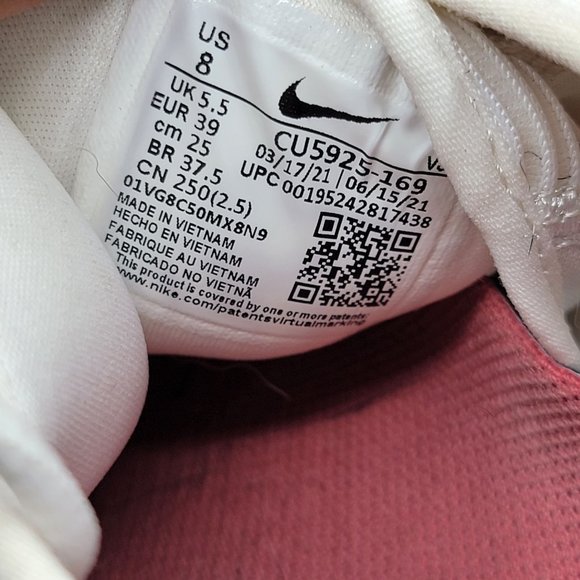 US
8
UK 5.5
EUR 39
cm 25
BR 37.5
CN 250(2.5)
01VG8CS0MX8N9
CU5925-169
03/17/21 | 06/15/21
UPC 00195242817438
MADE IN VIETNAM
HECHO EN VIETNAM
FABRIQUE AU VIETNAM
FABRICADO NO VIETNÃ
This product is covered by one or more patents:
www.nike.com/patentsvirtualmarking